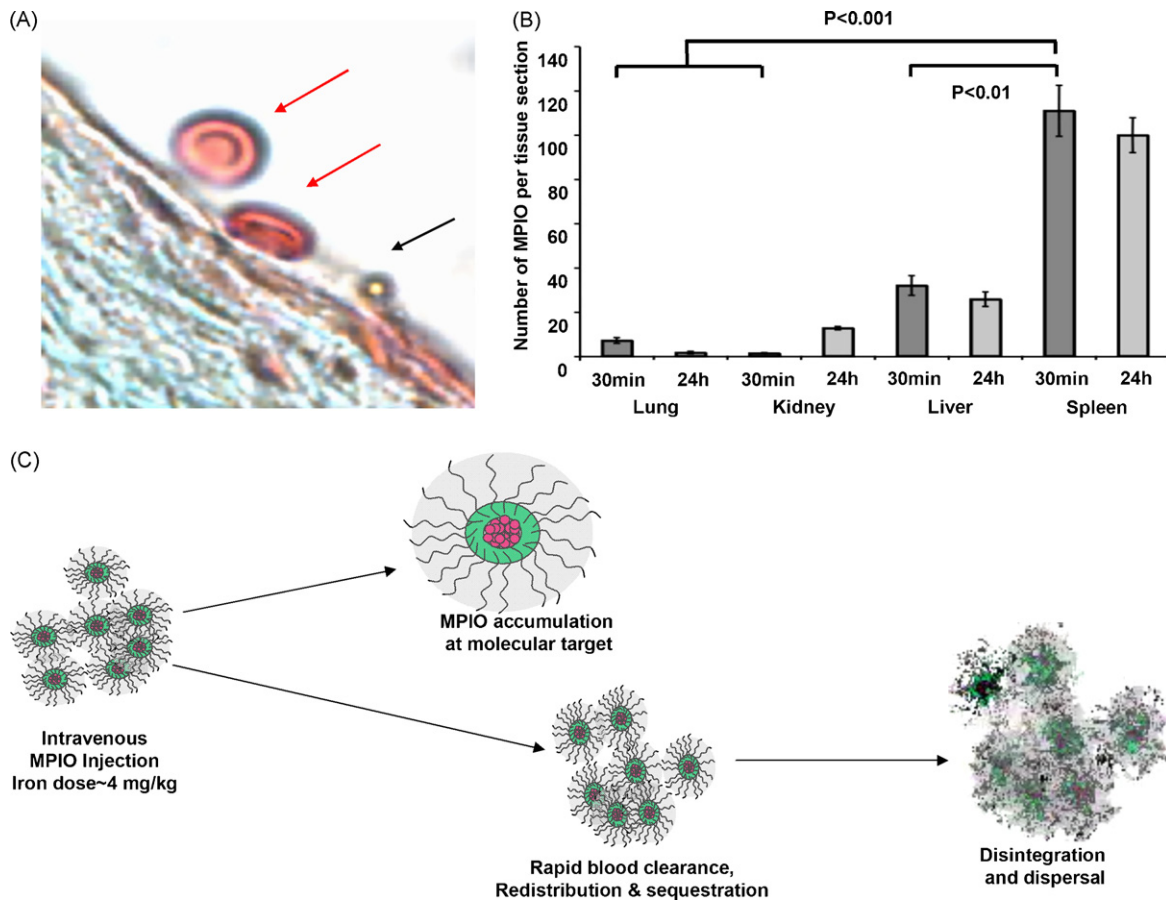 (A)
(B)
P<0.001
P<0.01
Number of MPIO per tissue section
140
120
100
80
60
40
20
0
30min 24h 30min 24h 30min 24h 30min 24h
Lung Kidney Liver Spleen
(C)
MPIO accumulation
at molecular target
Intravenous
MPIO Injection
Iron dose~4 mg/kg
Rapid blood clearance,
Redistribution & sequestration
Disintegration
and dispersal